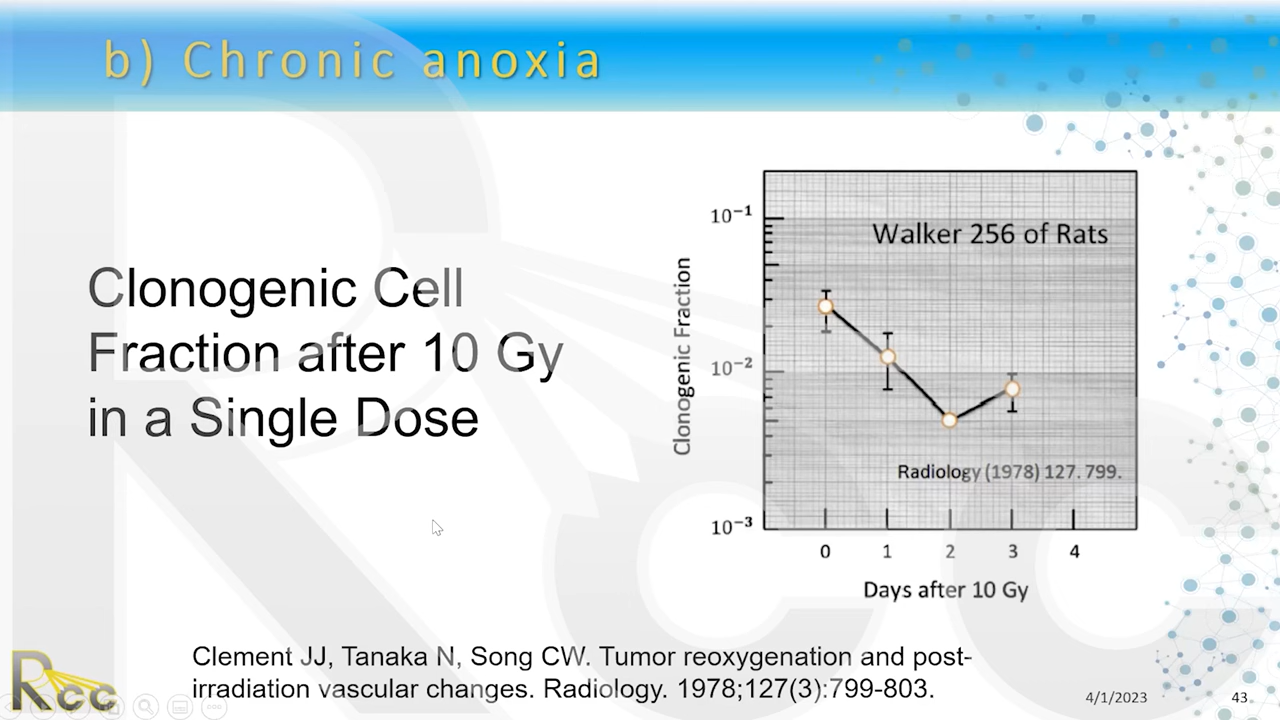 b) Chronic anoxia
Clonogenic Cell
Fraction after 10 Gy
in a Single Dose
Clonogenic Fraction
10⁻¹
10⁻²
10⁻³
Walker 256 of Rats
Radiology (1978) 127. 799.
0 1 2 3 4
Days after 10 Gy
Clement JJ, Tanaka N, Song CW. Tumor reoxygenation and post-
irradiation vascular changes. Radiology. 1978;127(3):799-803.
Rcc
4/1/2023
43
Rcc